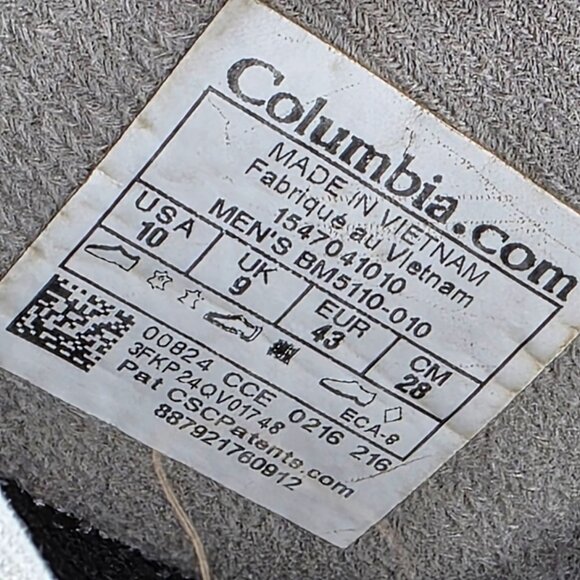 Columbia.com
MADE IN VIETNAM
Fabriqué au Vietnam
1547041010
MEN'S BM5110-010
USA UK EUR CM
10 9 43 28
ECA-8
00B24 CCE 0216 216
3FKP24QV01748
Pat CSCPatents.com
887921760912